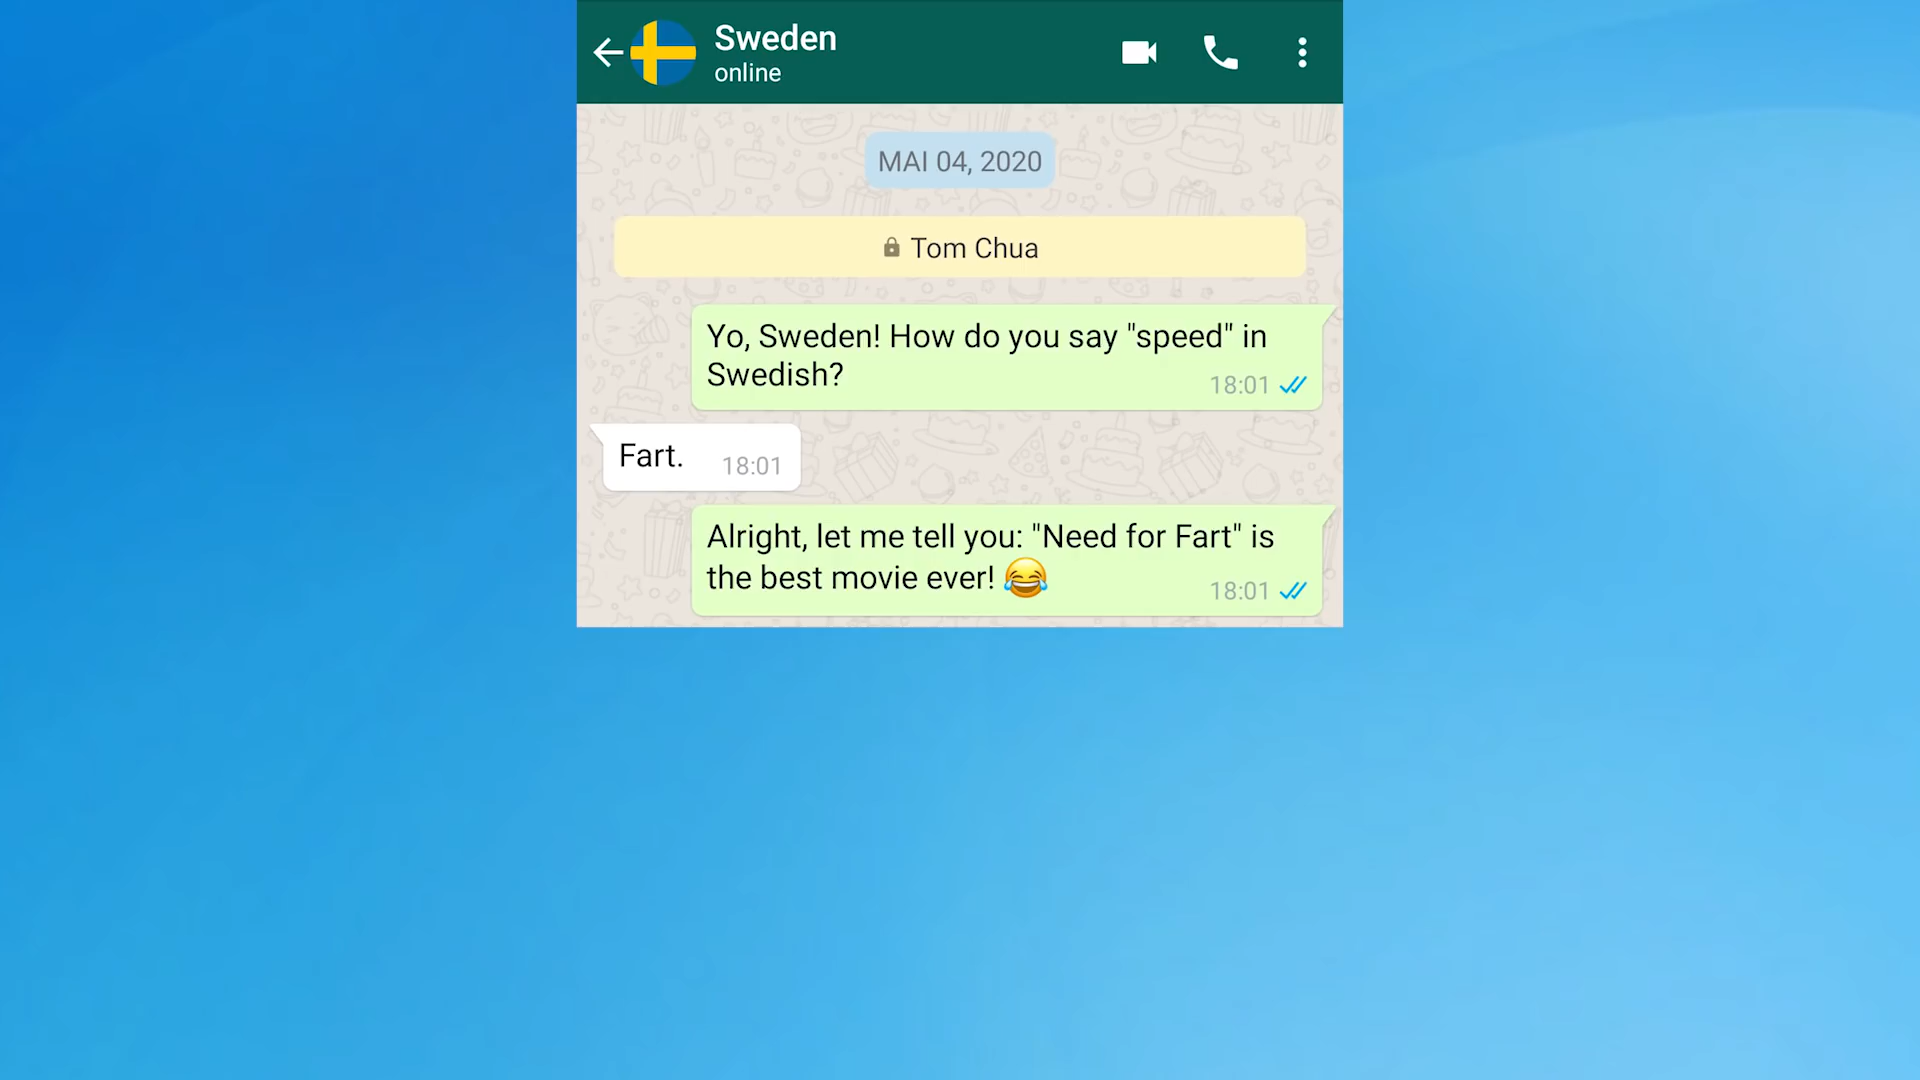 Sweden
online
MAI 04, 2020
Tom Chua
Yo, Sweden! How do you say "speed" in
Swedish?
18:01
Fart.
18:01
Alright, let me tell you: "Need for Fart" is
the best movie ever! 😂
18:01